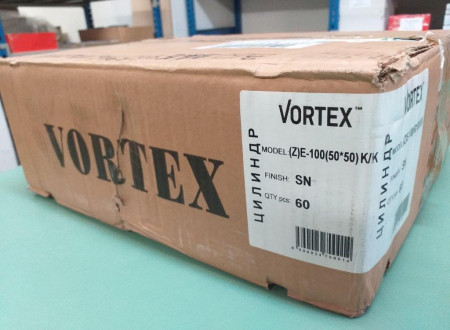 VORTEX
VORTEX™
ЦИЛИНДР
MODEL: (Z)E-100(50*50) K/K
FINISH: SN
QTY pcs: 60
VORTEX
ЦИЛИНДР